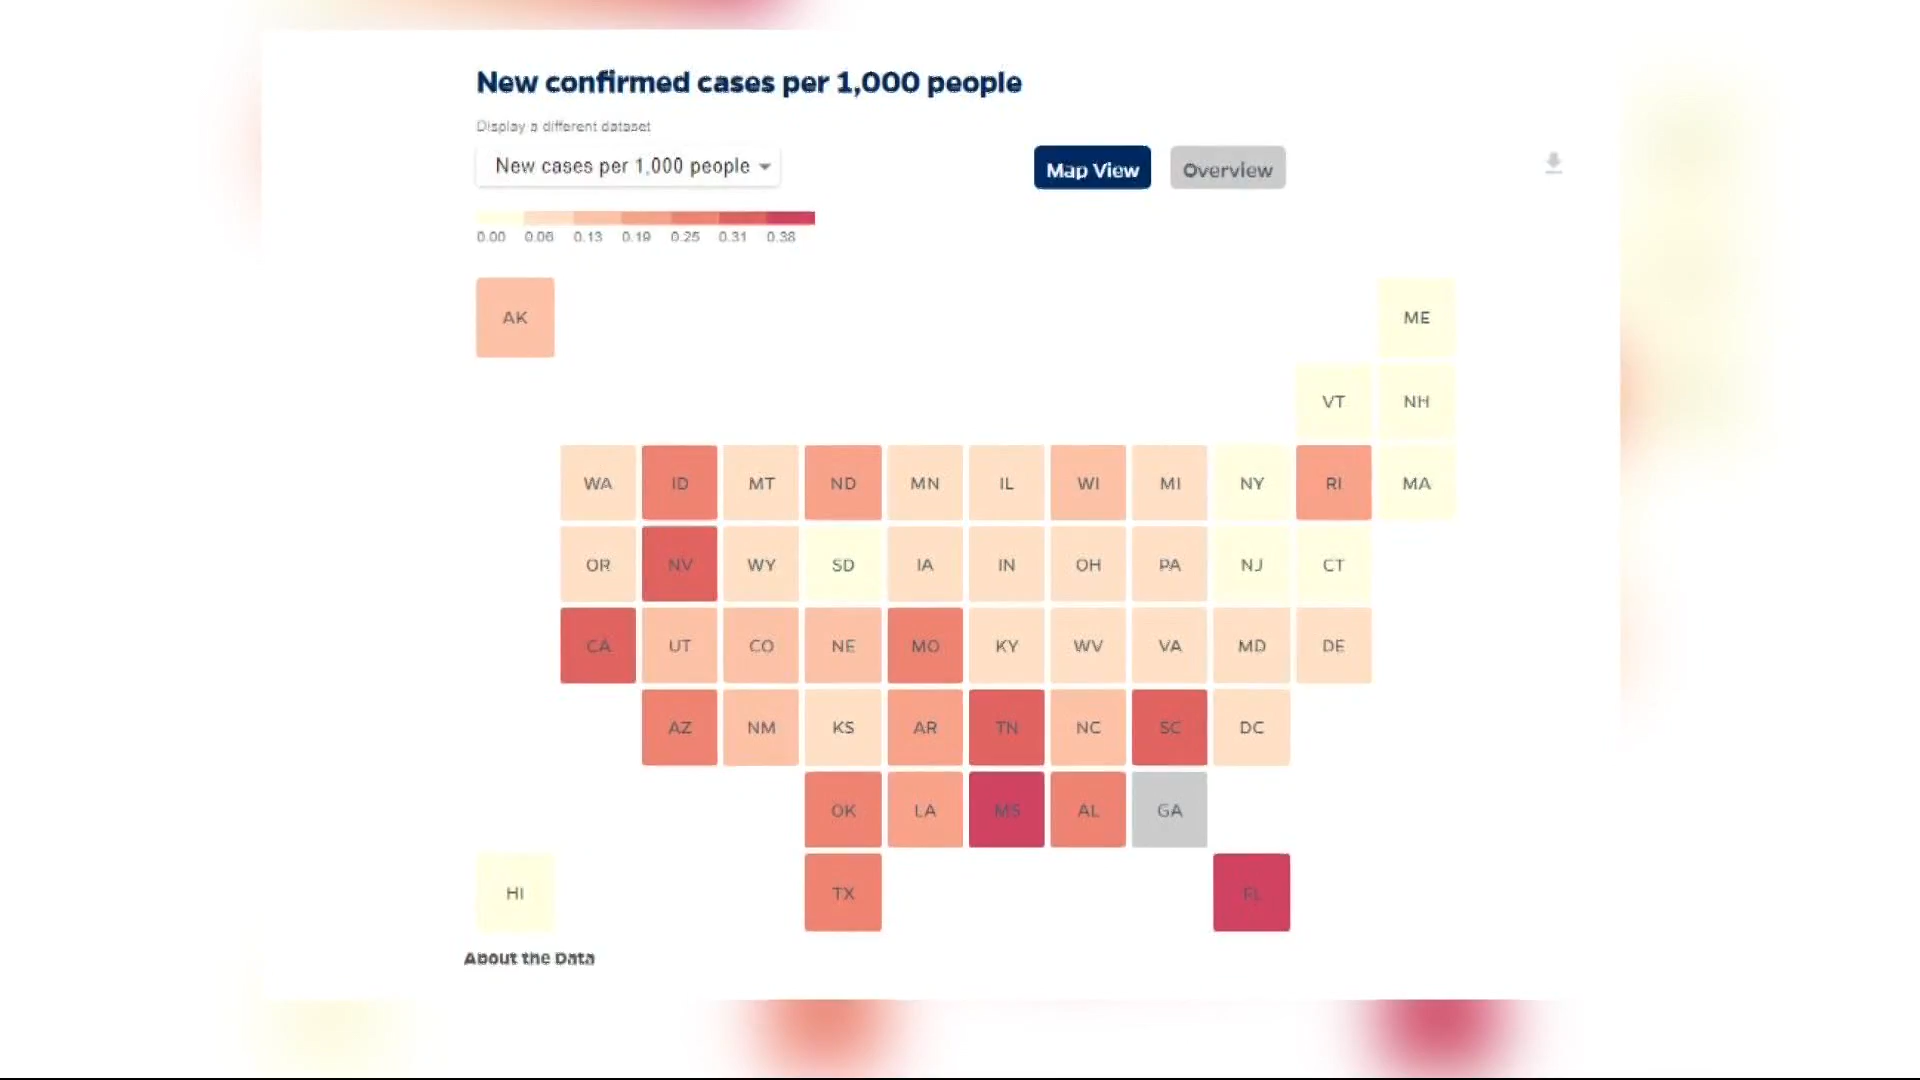 New confirmed cases per 1,000 people
Display a different dataset
New cases per 1,000 people
Map View Overview
0.00 0.06 0.13 0.19 0.25 0.31 0.38
AK ME
VT NH
WA ID MT ND MN IL WI MI NY RI MA
OR NV WY SD IA IN OH PA NJ CT
CA UT CO NE MO KY WV VA MD DE
AZ NM KS AR TN NC SC DC
OK LA MS AL GA
HI TX FL
About the Data